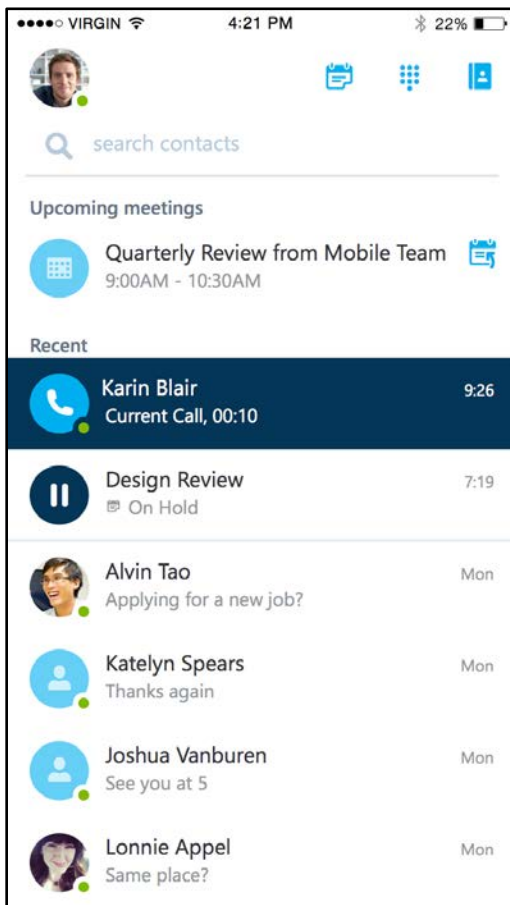 VIRGIN 4:21 PM 22%
search contacts
Upcoming meetings
Quarterly Review from Mobile Team
9:00AM - 10:30AM
Recent
Karin Blair 9:26
Current Call, 00:10
Design Review 7:19
On Hold
Alvin Tao Mon
Applying for a new job?
Katelyn Spears Mon
Thanks again
Joshua Vanburen Mon
See you at 5
Lonnie Appel Mon
Same place?